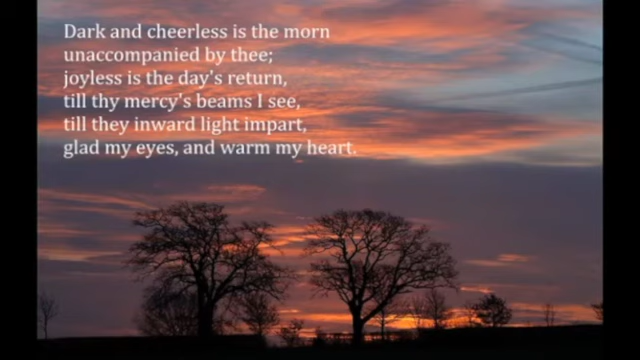 Dark and cheerless is the morn
unaccompanied by thee;
joyless is the day's return,
till thy mercy's beams I see,
till they inward light impart,
glad my eyes, and warm my heart.